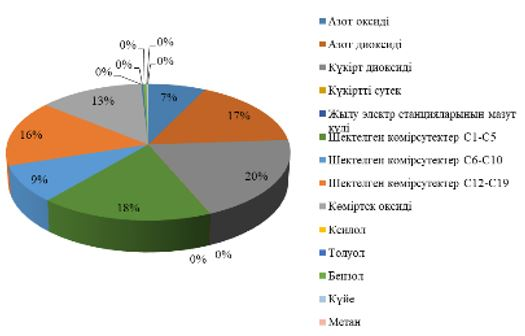 0%
0%
0%
0%
0%
7%
17%
13%
16%
20%
9%
18%
0%
0%
Азот оксиді
Азот диоксиді
Күкірт диоксиді
Күкіртті сутек
Жылу электр станцияларының мазут
күлі
Шектелген көмірсутектер С1-С5
Шектелген көмірсутектер С6-С10
Шектелген көмірсутектер С12-С19
Көміртек оксиді
Ксилол
Толуол
Бензол
Күйе
Метан